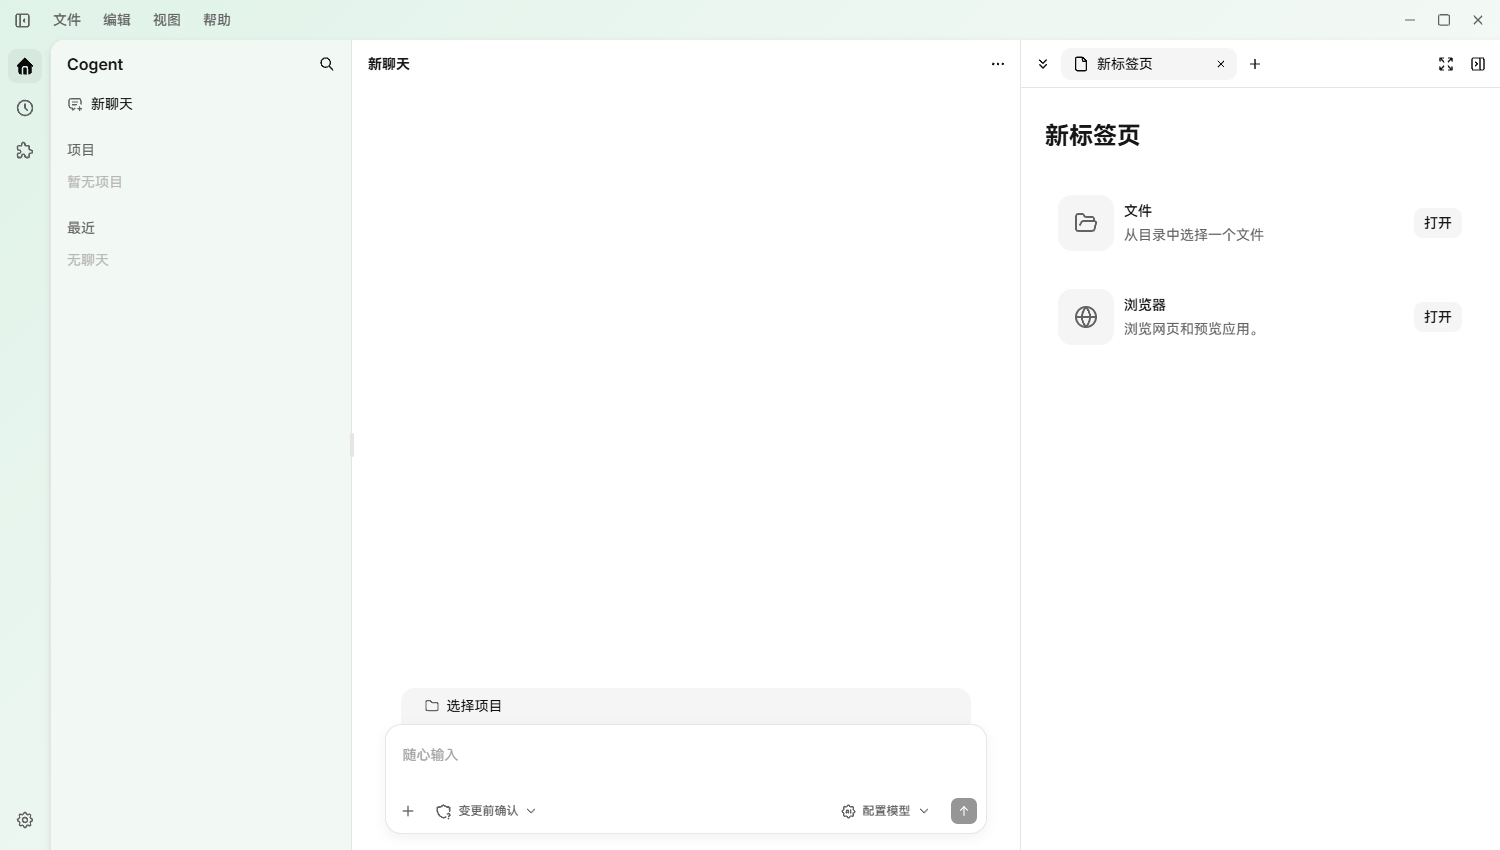 文件 编辑 视图 帮助
Cogent
新聊天
项目
暂无项目
最近
无聊天
新聊天
选择项目
随心输入
变更前确认
配置模型
新标签页
新标签页
文件
从目录中选择一个文件
打开
浏览器
浏览网页和预览应用。
打开